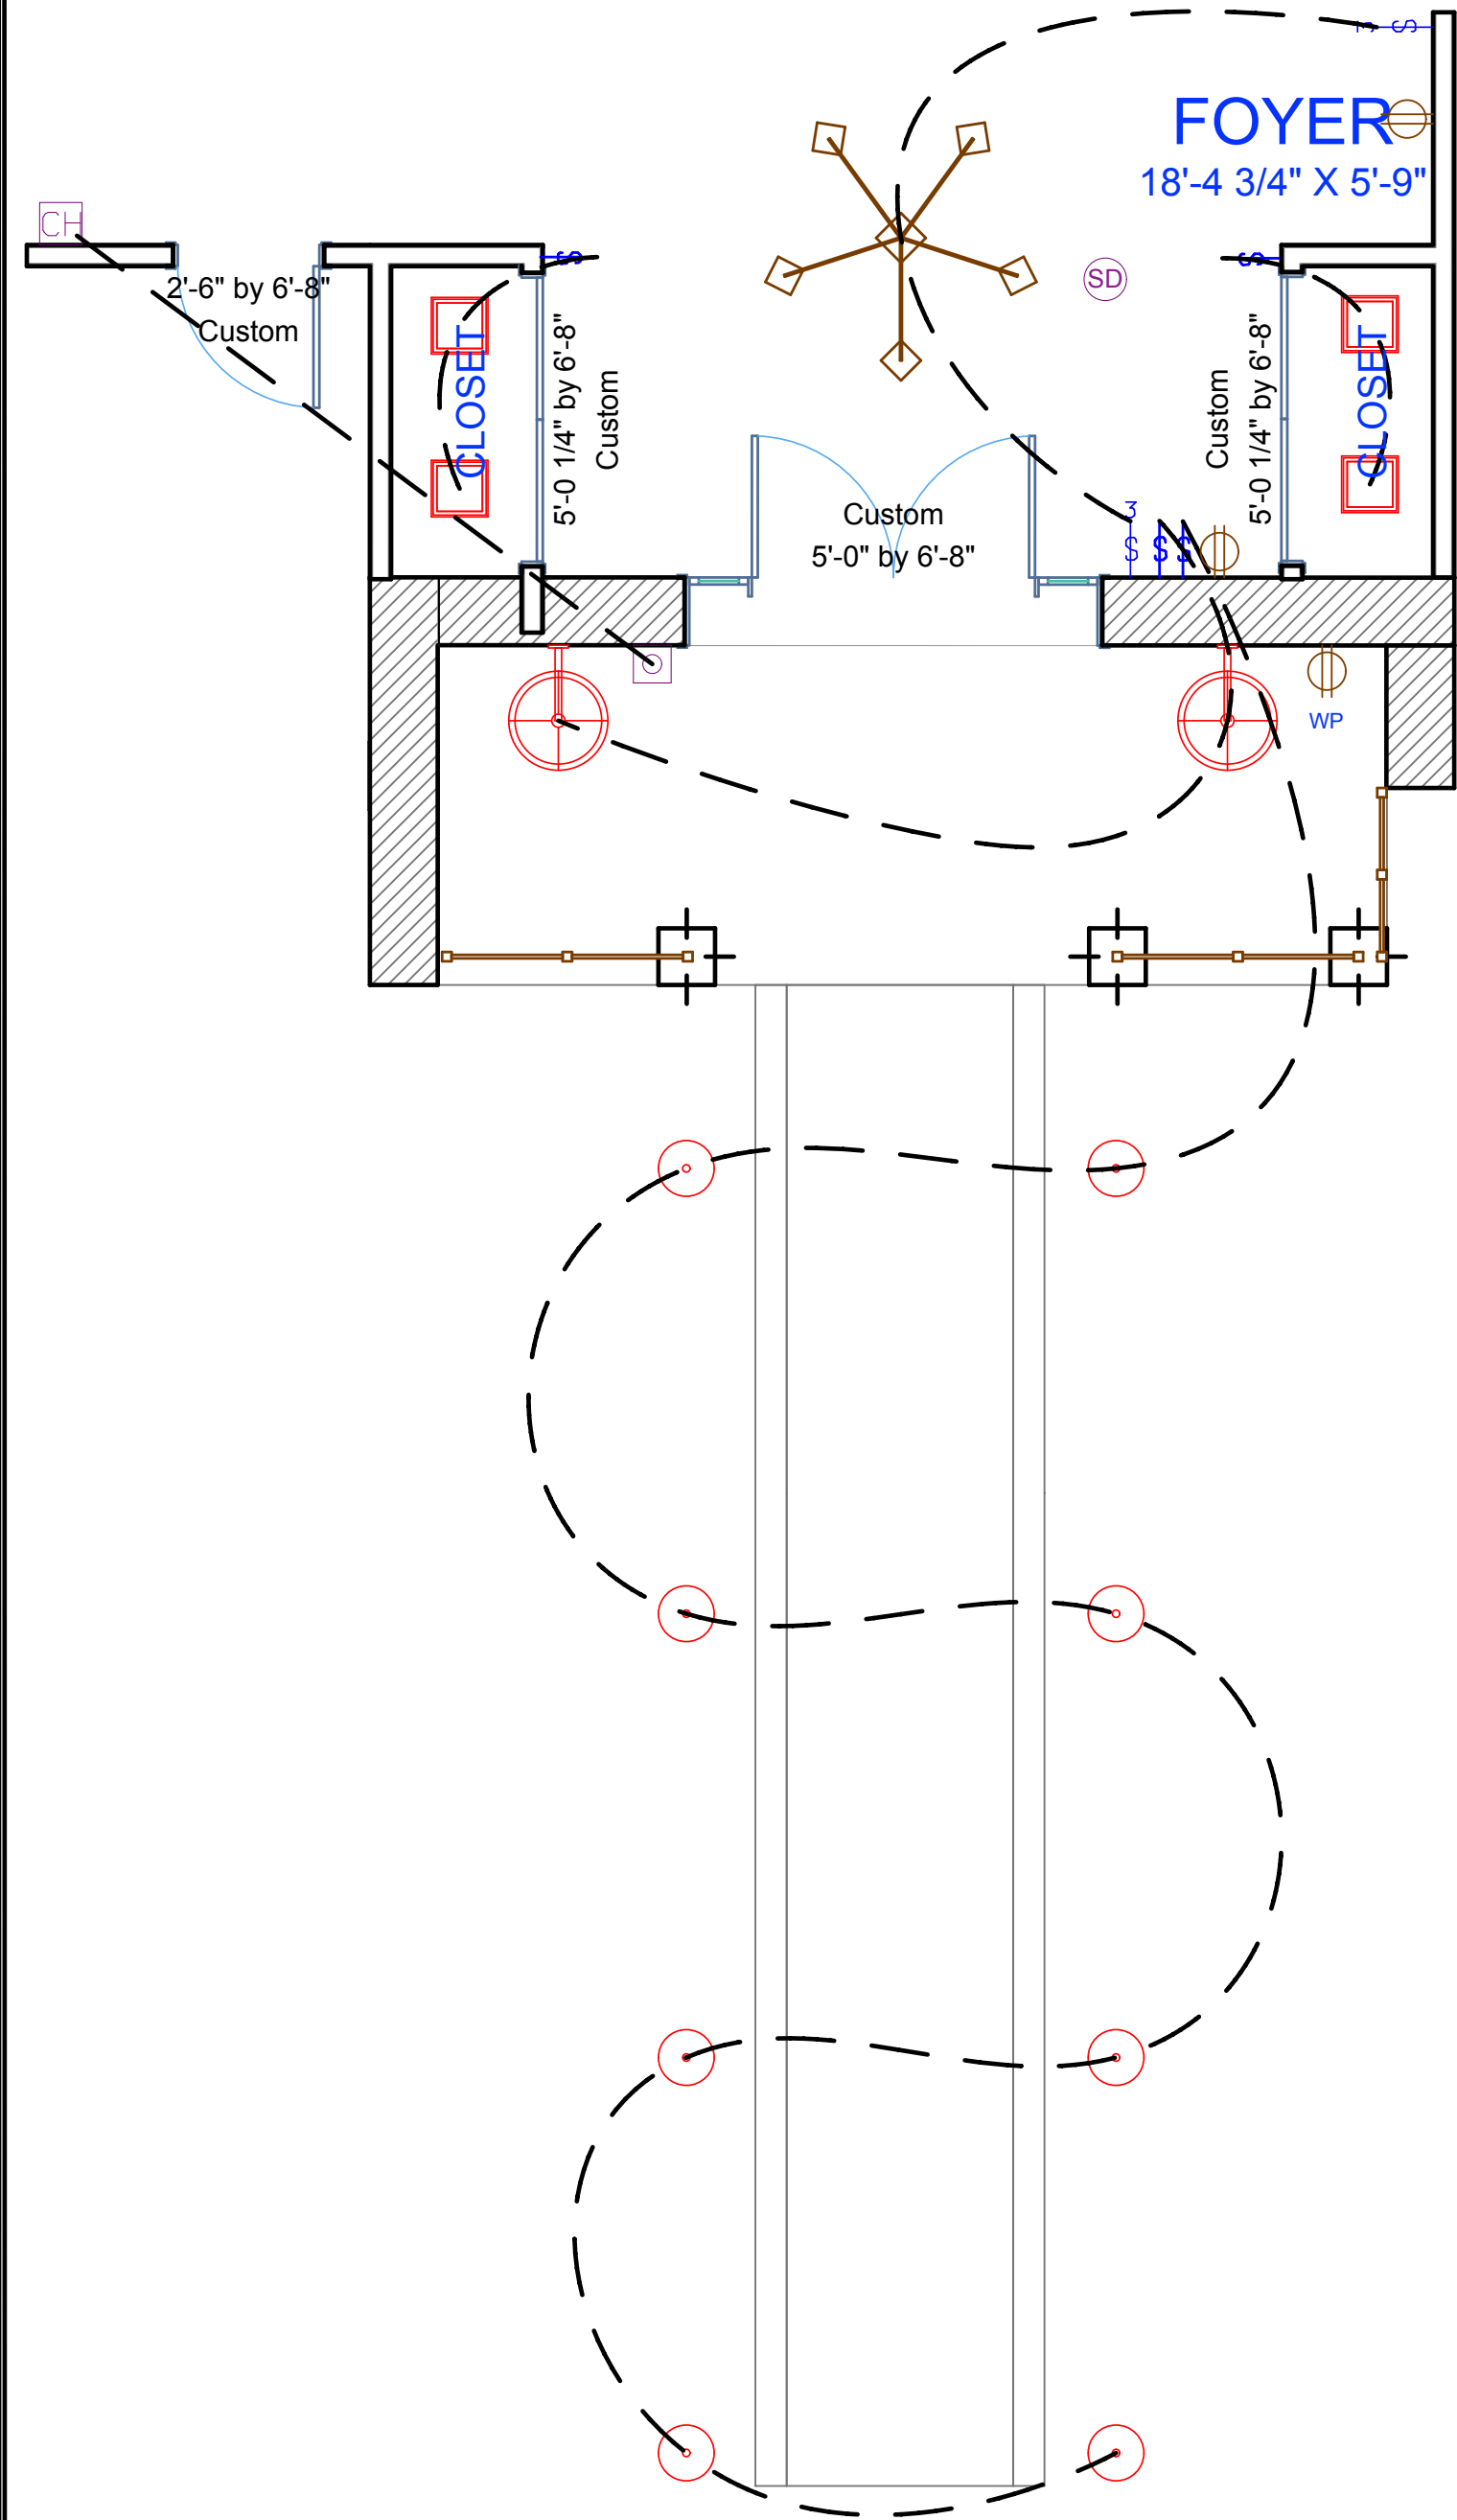 3 $
FOYER
18'-4 3/4" X 5'-9"
CH
$
$
SD
2'-6" by 6'-8"
Custom
CLOSET
5'-0 1/4" by 6'-8"
Custom
Custom
5'-0 1/4" by 6'-8"
CLOSET
Custom
5'-0" by 6'-8"
3
$ $ $
WP